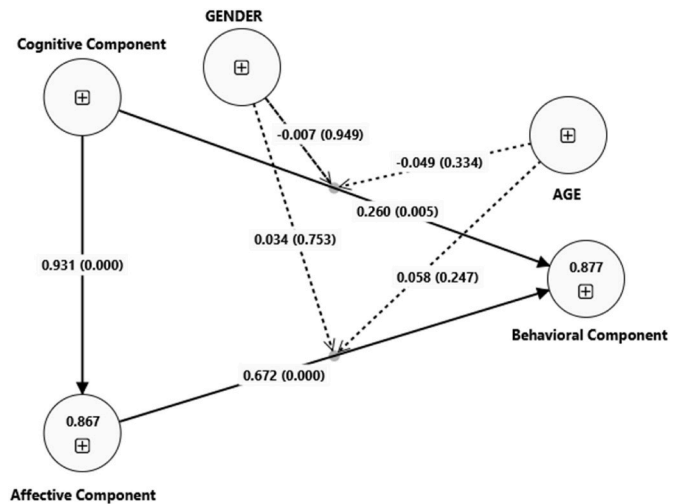 GENDER
Cognitive Component
-0.007 (0.949)
-0.049 (0.334)
AGE
0.260 (0.005)
0.034 (0.753)
0.931 (0.000)
0.058 (0.247)
0.877
Behavioral Component
0.672 (0.000)
0.867
Affective Component